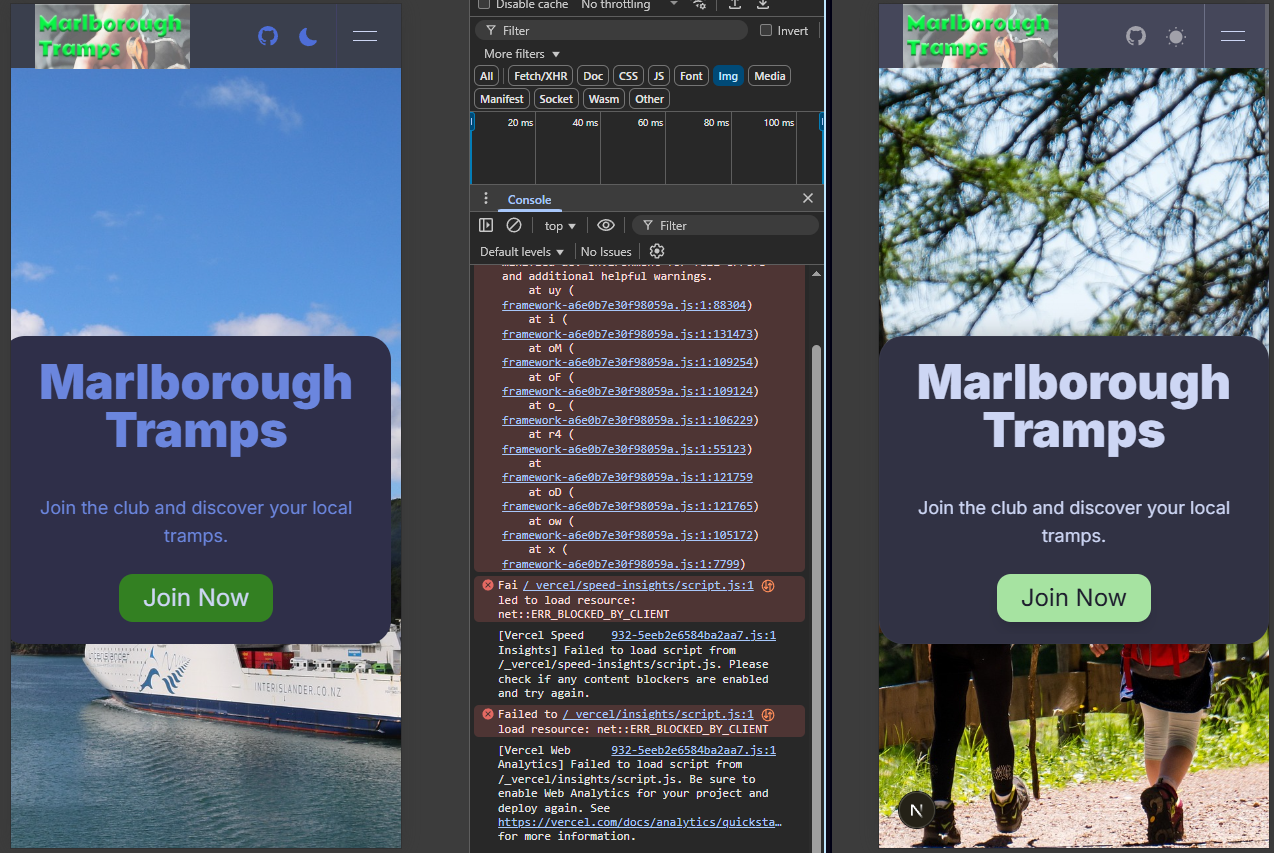 Marlborough
Tramps
Marlborough
Tramps
Join the club and discover your local
tramps.
Join Now
INTERISLANDER.CO.NZ
Disable cache
No throttling
Filter
Invert
More filters
All
Fetch/XHR
Doc
CSS
JS
Font
Img
Media
Manifest
Socket
Wasm
Other
20 ms
40 ms
60 ms
80 ms
100 ms
Console
top
Filter
Default levels
No Issues
and additional helpful warnings.
at uy (
framework-a6e0b7e30f98059a.js:1:88304)
at i (
framework-a6e0b7e30f98059a.js:1:131473)
at oM (
framework-a6e0b7e30f98059a.js:1:109254)
at oF (
framework-a6e0b7e30f98059a.js:1:109124)
at o_ (
framework-a6e0b7e30f98059a.js:1:106229)
at r4 (
framework-a6e0b7e30f98059a.js:1:55123)
at
framework-a6e0b7e30f98059a.js:1:121759
at oD (
framework-a6e0b7e30f98059a.js:1:121765)
at ow (
framework-a6e0b7e30f98059a.js:1:105172)
at x (
framework-a6e0b7e30f98059a.js:1:7799)
Fai /_vercel/speed-insights/script.js:1
led to load resource:
net::ERR_BLOCKED_BY_CLIENT
[Vercel Speed 932-5eeb2e6584ba2aa7.js:1
Insights] Failed to load script from
/_vercel/speed-insights/script.js. Please
check if any content blockers are enabled
and try again.
Failed to /_vercel/insights/script.js:1
load resource: net::ERR_BLOCKED_BY_CLIENT
[Vercel Web 932-5eeb2e6584ba2aa7.js:1
Analytics] Failed to load script from
/_vercel/insights/script.js. Be sure to
enable Web Analytics for your project and
deploy again. See
https://vercel.com/docs/analytics/quicksta…
for more information.
Marlborough
Tramps
Marlborough
Tramps
Join the club and discover your local
tramps.
Join Now
N